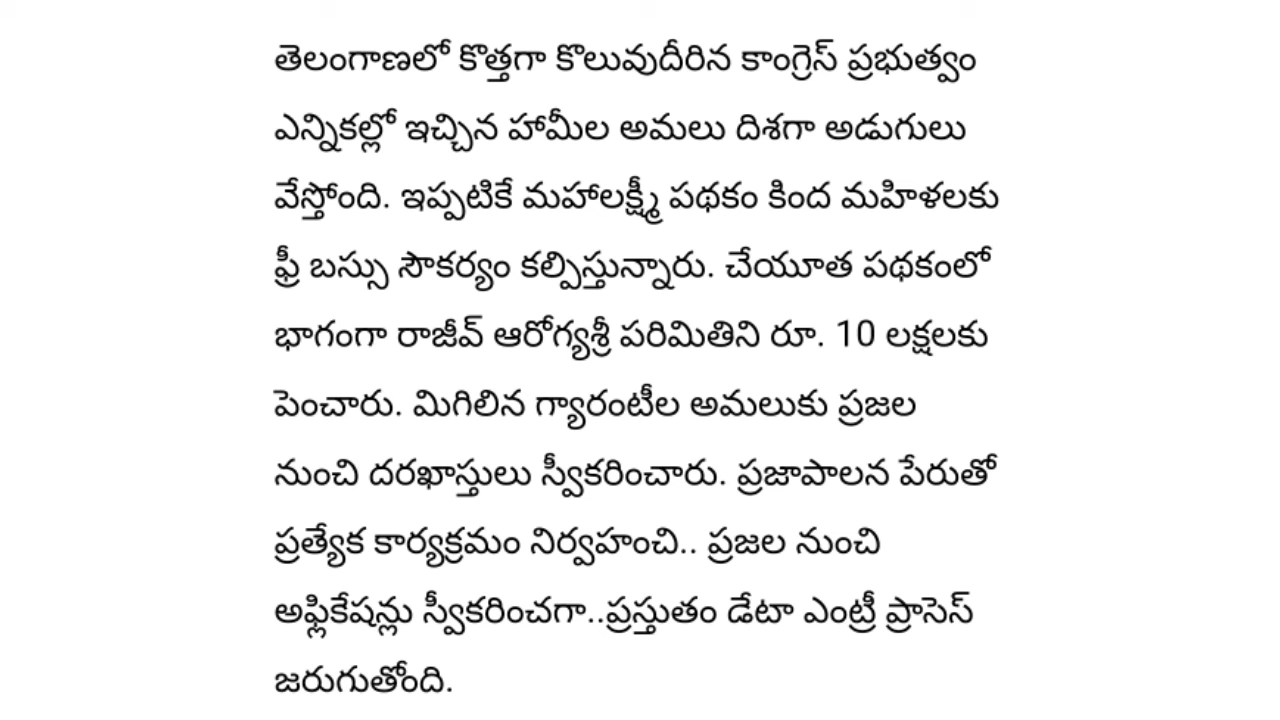 తెలంగాణలో కొత్తగా కొలువుదీరిన కాంగ్రెస్ ప్రభుత్వం
ఎన్నికల్లో ఇచ్చిన హామీల అమలు దిశగా అడుగులు
వేస్తోంది. ఇప్పటికే మహాలక్ష్మీ పథకం కింద మహిళలకు
ఫ్రీ బస్సు సౌకర్యం కల్పిస్తున్నారు. చేయూత పథకంలో
భాగంగా రాజీవ్ ఆరోగ్యశ్రీ పరిమితిని రూ. 10 లక్షలకు
పెంచారు. మిగిలిన గ్యారంటీల అమలుకు ప్రజల
నుంచి దరఖాస్తులు స్వీకరించారు. ప్రజాపాలన పేరుతో
ప్రత్యేక కార్యక్రమం నిర్వహంచి.. ప్రజల నుంచి
అఫ్లికేషన్లు స్వీకరించగా..ప్రస్తుతం డేటా ఎంట్రీ ప్రాసెస్
జరుగుతోంది.